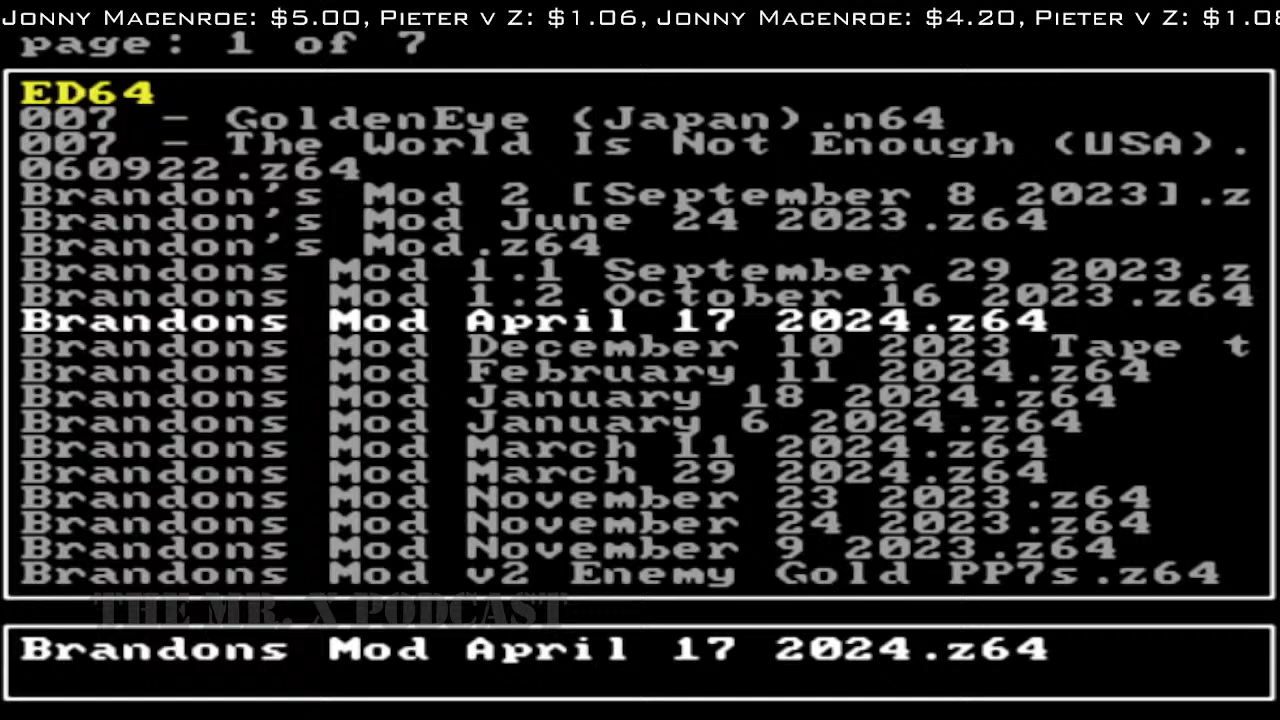 Jonny Macenroe: $5.00, Pieter v Z: $1.06, Jonny Macenroe: $4.20, Pieter v Z: $1.08
page: 1 of 7
ED64
007 - GoldenEye (Japan).n64
007 - The World Is Not Enough (USA).
060922.z64
Brandon's Mod 2 [September 8 2023].z
Brandon's Mod June 24 2023.z64
Brandon's Mod.z64
Brandons Mod 1.1 September 29 2023.z
Brandons Mod 1.2 October 16 2023.z64
Brandons Mod April 17 2024.z64
Brandons Mod December 10 2023 Tape t
Brandons Mod February 11 2024.z64
Brandons Mod January 18 2024.z64
Brandons Mod January 6 2024.z64
Brandons Mod March 11 2024.z64
Brandons Mod March 29 2024.z64
Brandons Mod November 23 2023.z64
Brandons Mod November 24 2023.z64
Brandons Mod November 9 2023.z64
Brandons Mod v2 Enemy Gold PP7s.z64
THE MR. X PODCAST
Brandons Mod April 17 2024.z64